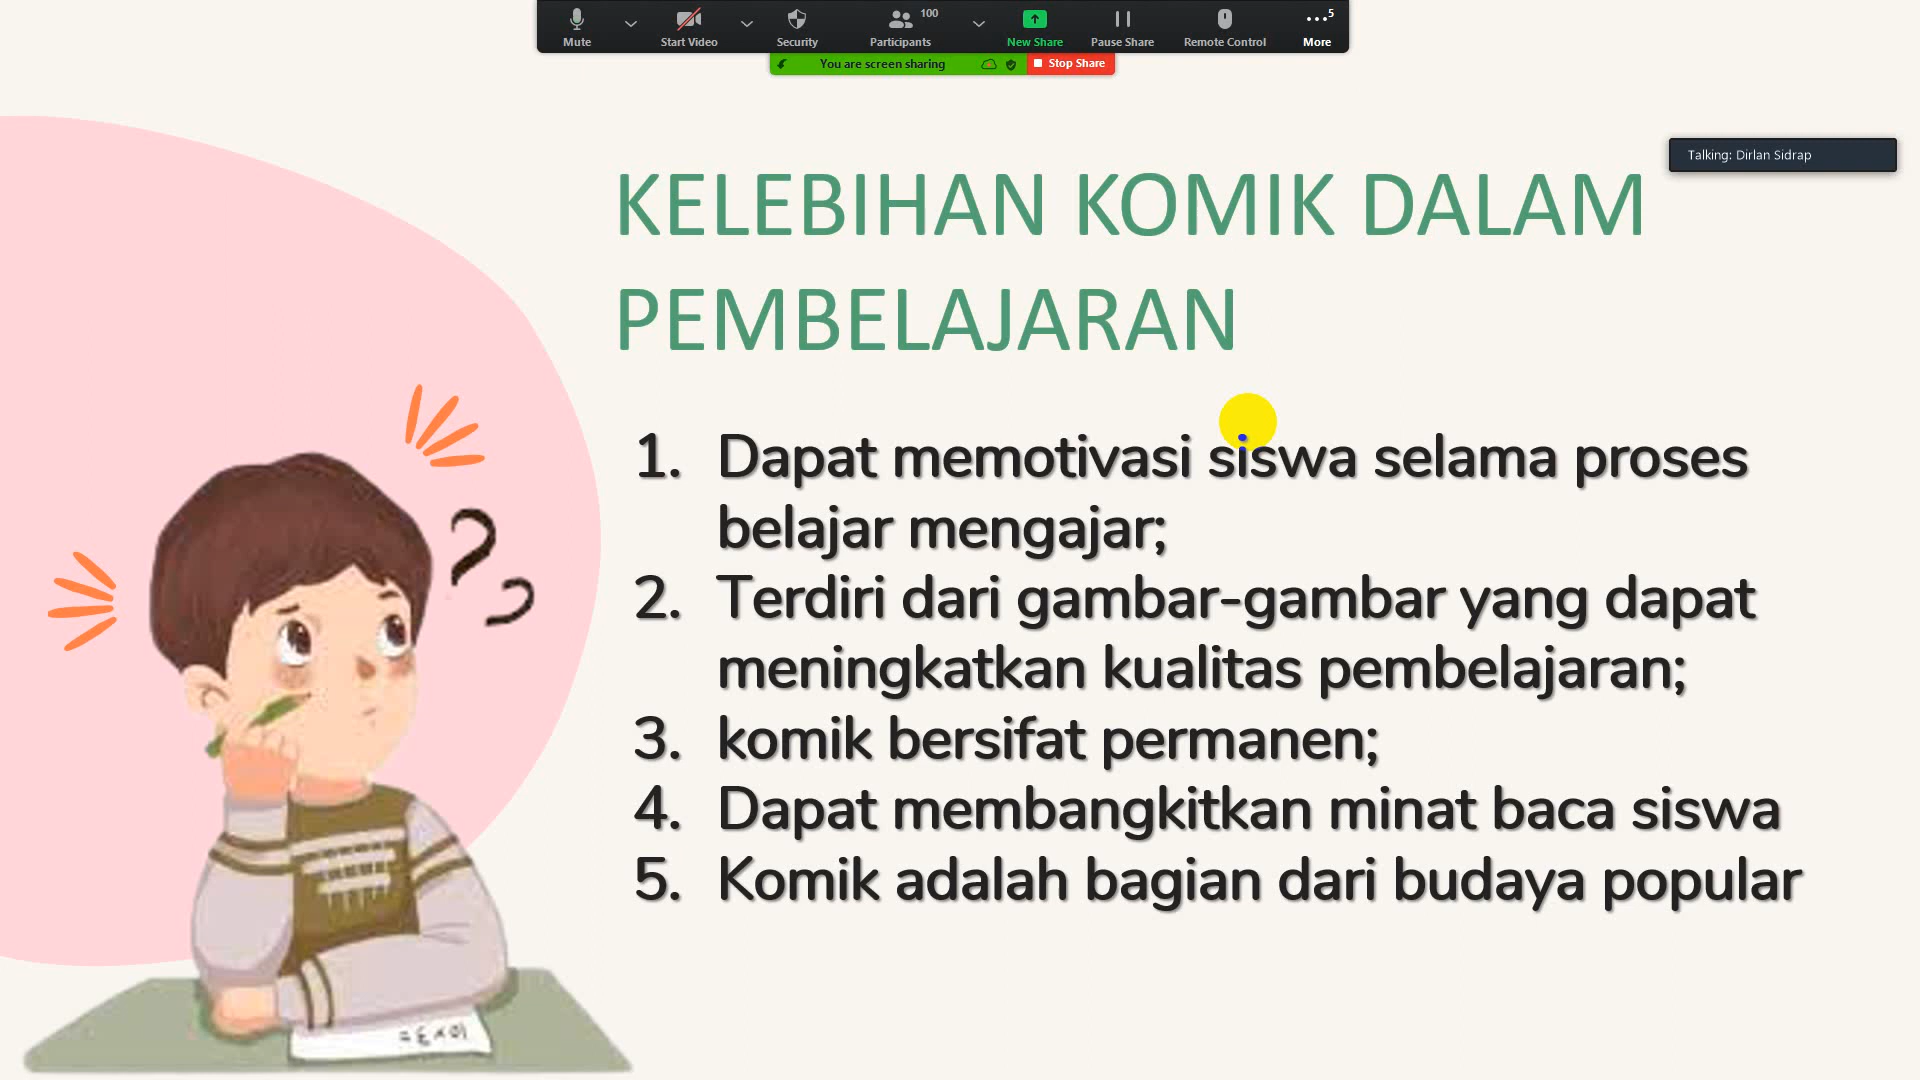 Mute
Start Video
Security
Participants
100
New Share
Pause Share
Remote Control
More
5
You are screen sharing
Stop Share
Talking: Dirlan Sidrap
KELEBIHAN KOMIK DALAM
PEMBELAJARAN
1. Dapat memotivasi siswa selama proses
belajar mengajar;
2. Terdiri dari gambar-gambar yang dapat
meningkatkan kualitas pembelajaran;
3. komik bersifat permanen;
4. Dapat membangkitkan minat baca siswa
5. Komik adalah bagian dari budaya popular
??